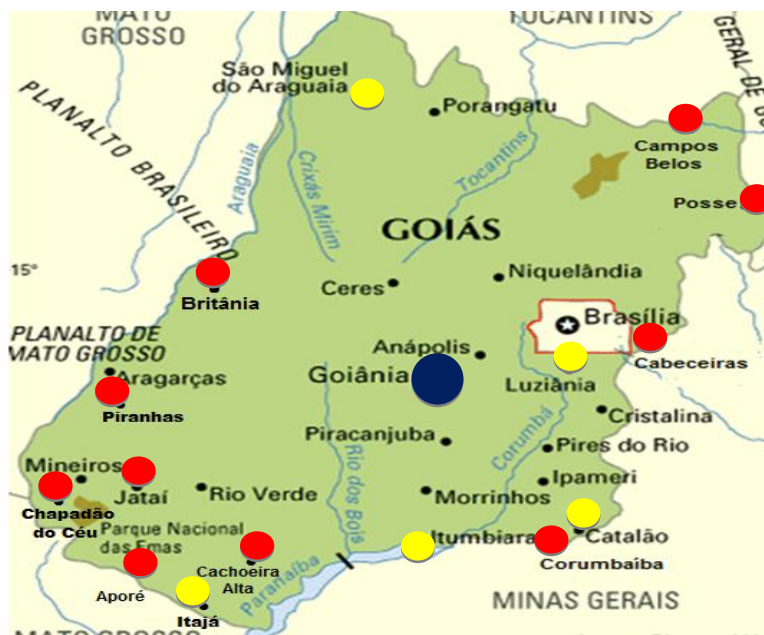 MATO
GROSSO
TOCANTINS
GERAL DE GO
São Miguel
do Araguaia
Porangatu
PLANALTO BRASILEIRO
Araguaia
Crixás Mirim
Tocantins
Campos
Belos
Posse
GOIÁS
15°
Britânia
Ceres
Niquelândia
Brasília
PLANALTO DE
MATO GROSSO
Anápolis
Cabeceiras
Aragarças
Goiânia
Luziânia
Piranhas
Corumbá
Cristalina
Piracanjuba
Pires do Rio
Mineiros
Jataí
Rio Verde
Rio dos Bois
Morrinhos
Ipameri
Chapadão
do Céu
Parque Nacional
das Emas
Itumbiara
Catalão
Cachoeira
Alta
Corumbaíba
Aporé
Paranaíba
Itajá
MINAS GERAIS
MATO GROSSO